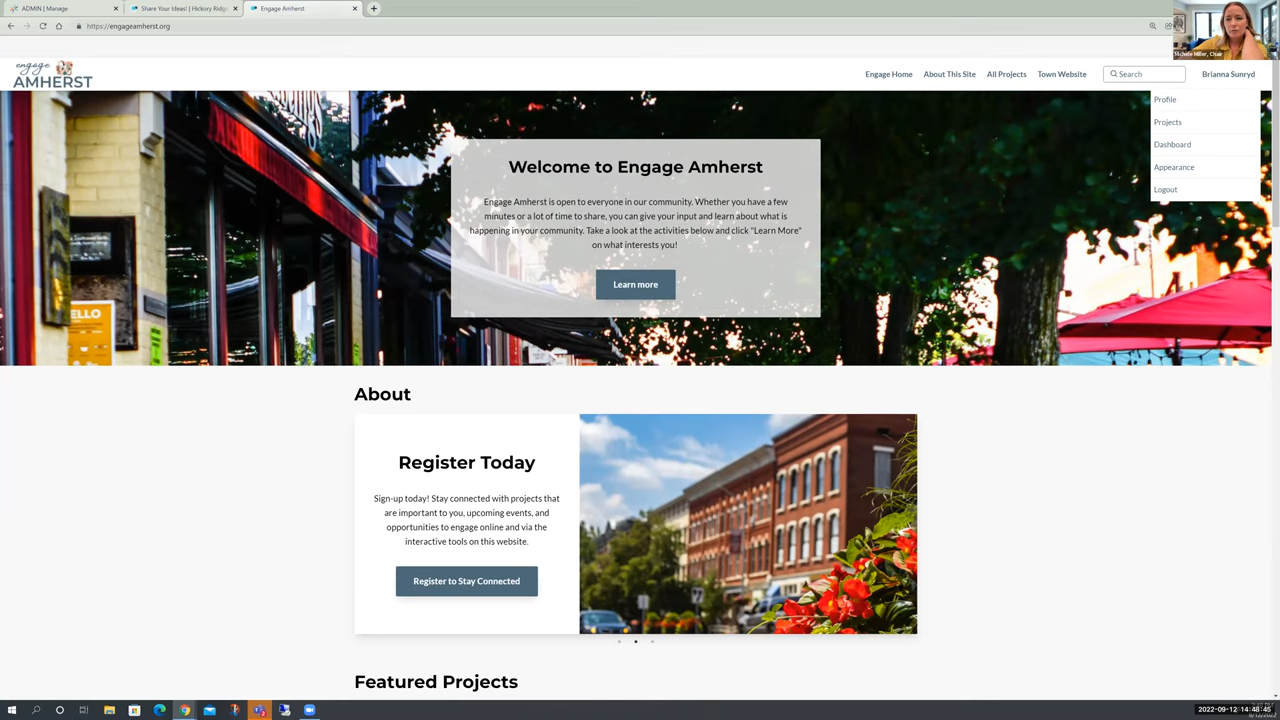 ADMIN | Manage
Share Your Ideas! | Hickory Ridge
Engage Amherst
https://engageamherst.org
Michele Miller, Chair
engage
AMHERST
Engage Home
About This Site
All Projects
Town Website
Search
Brianna Sunryd
Profile
Projects
Dashboard
Appearance
Logout
Welcome to Engage Amherst
Engage Amherst is open to everyone in our community. Whether you have a few
minutes or a lot of time to share, you can give your input and learn about what is
happening in your community. Take a look at the activities below and click "Learn More"
on what interests you!
Learn more
ELLO
About
Register Today
Sign-up today! Stay connected with projects that
are important to you, upcoming events, and
opportunities to engage online and via the
interactive tools on this website.
Register to Stay Connected
Featured Projects
2022-09-12 14:48:45